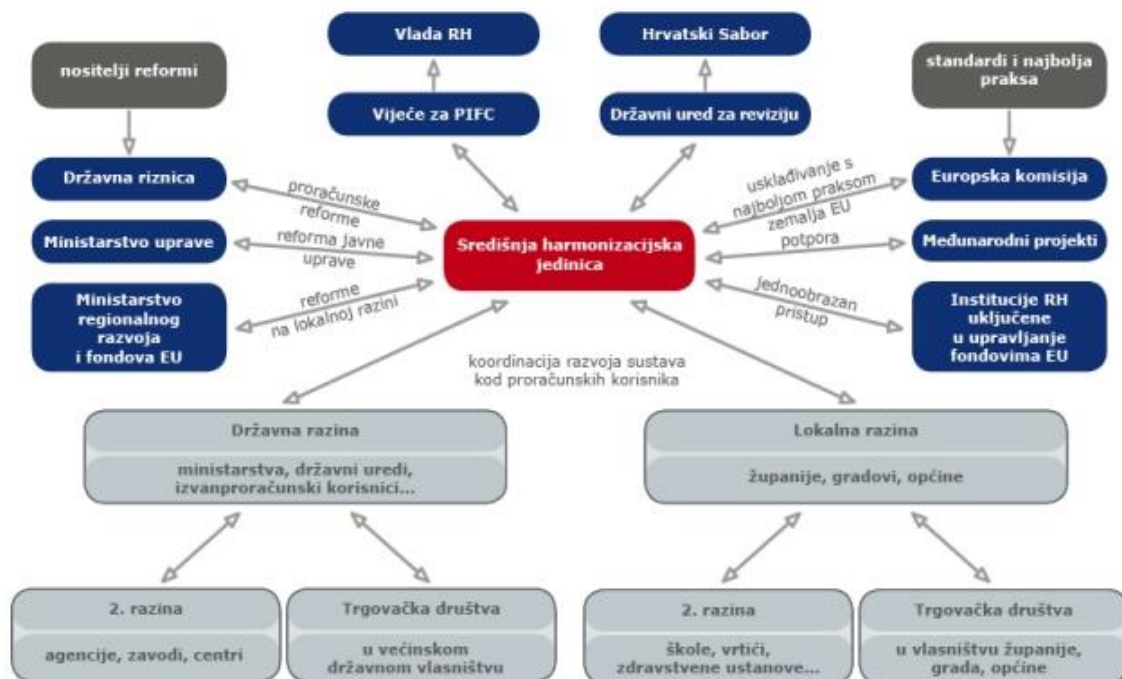 Vlada RH
Hrvatski Sabor
nositelji reformi
standardi i najbolja
praksa
Vijeće za PIFC
Državni ured za reviziju
Državna riznica
proračunske
reforme
usklađivanje s
najboljom praksom
zemalja EU
Europska komisija
Ministarstvo uprave
reforma javne
uprave
Središnja harmonizacijska
jedinica
potpora
Međunarodni projekti
Ministarstvo
regionalnog
razvoja
i fondova EU
reforme
na lokalnoj razini
jednoobrazan
pristup
Institucije RH
uključene
u upravljanje
fondovima EU
koordinacija razvoja sustava
kod proračunskih korisnika
Državna razina
ministarstva, državni uredi,
izvanproračunski korisnici...
Lokalna razina
županije, gradovi, općine
2. razina
agencije, zavodi, centri
Trgovačka društva
u većinskom
državnom vlasništvu
2. razina
škole, vrtići,
zdravstvene ustanove...
Trgovačka društva
u vlasništvu županije,
grada, općine